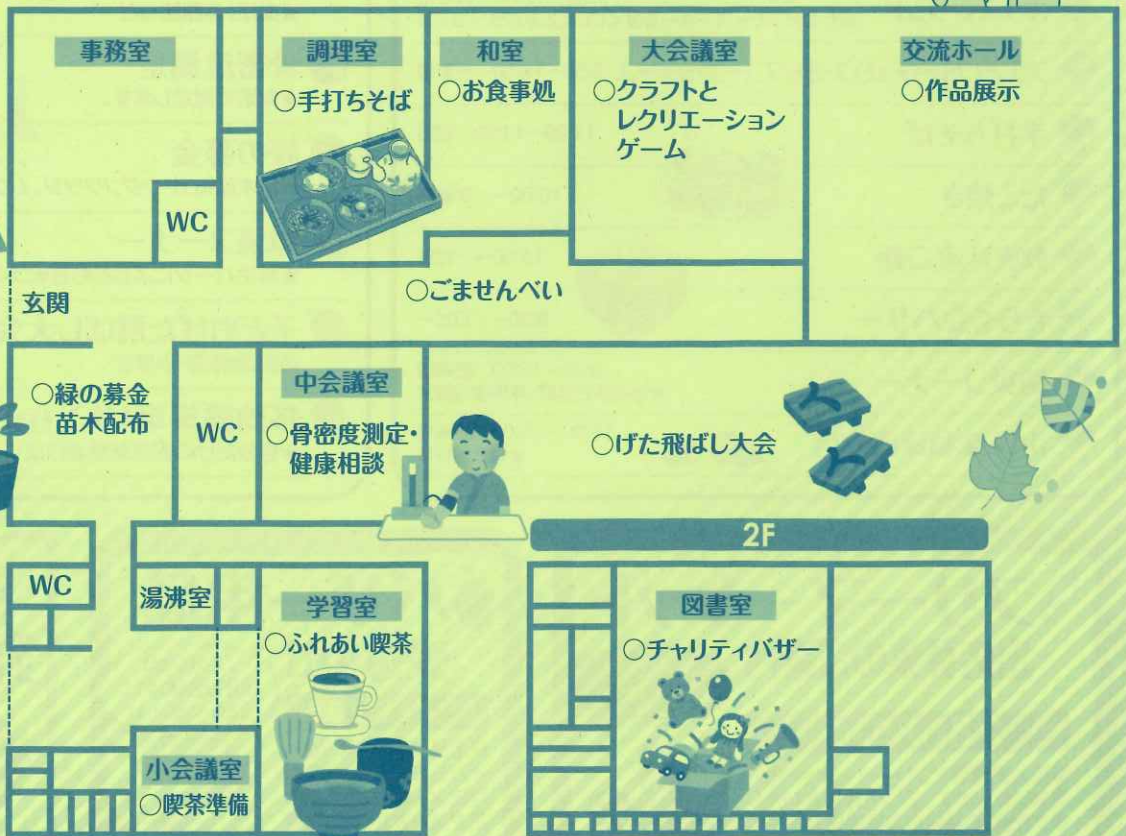 事務室
調理室
○手打ちそば
和室
○お食事処
大会議室
○クラフトと
レクリエーション
ゲーム
交流ホール
○作品展示
WC
玄関
○ごませんべい
○緑の募金
苗木配布
WC
中会議室
○骨密度測定・
健康相談
○げた飛ばし大会
2F
WC
湯沸室
学習室
○ふれあい喫茶
図書室
○チャリティバザー
小会議室
○喫茶準備